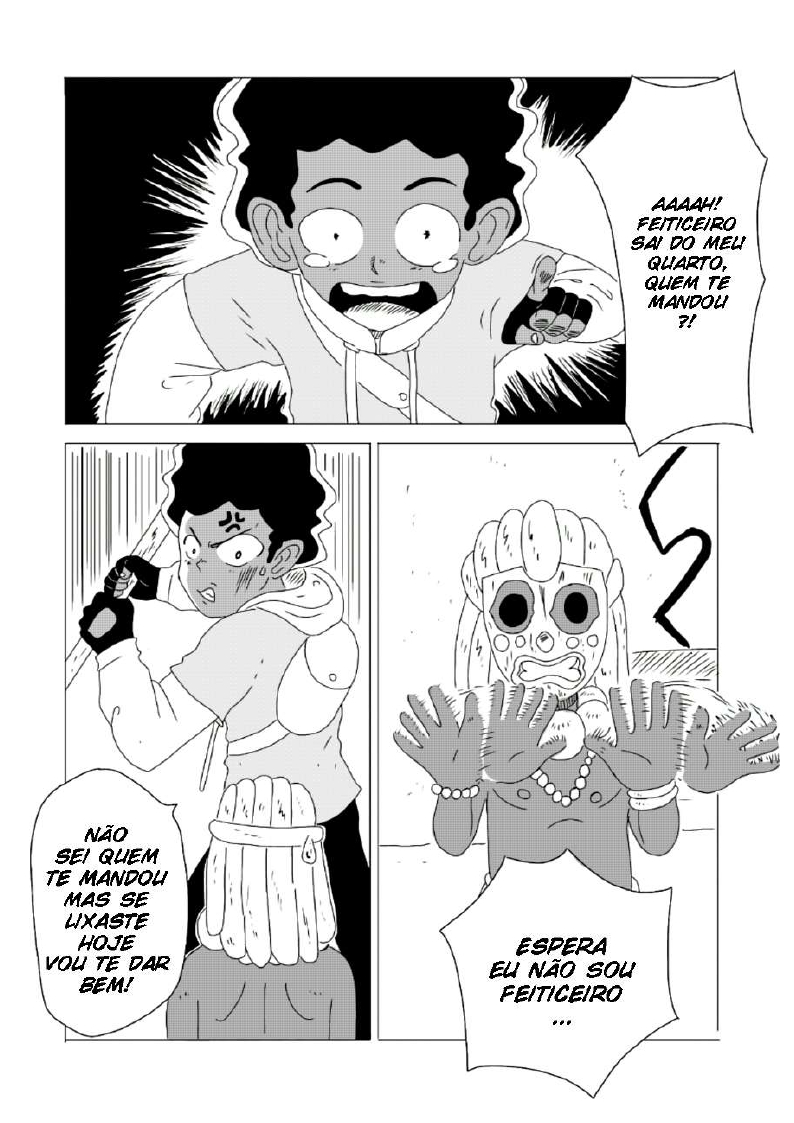 AAAAH!
FEITICEIRO
SAI DO MEU
QUARTO,
QUEM TE
MANDOU
?!
NÃO
SEI QUEM
TE MANDOU
MAS SE
LIXASTE
HOJE
VOU TE DAR
BEM!
ESPERA
EU NÃO SOU
FEITICEIRO
...